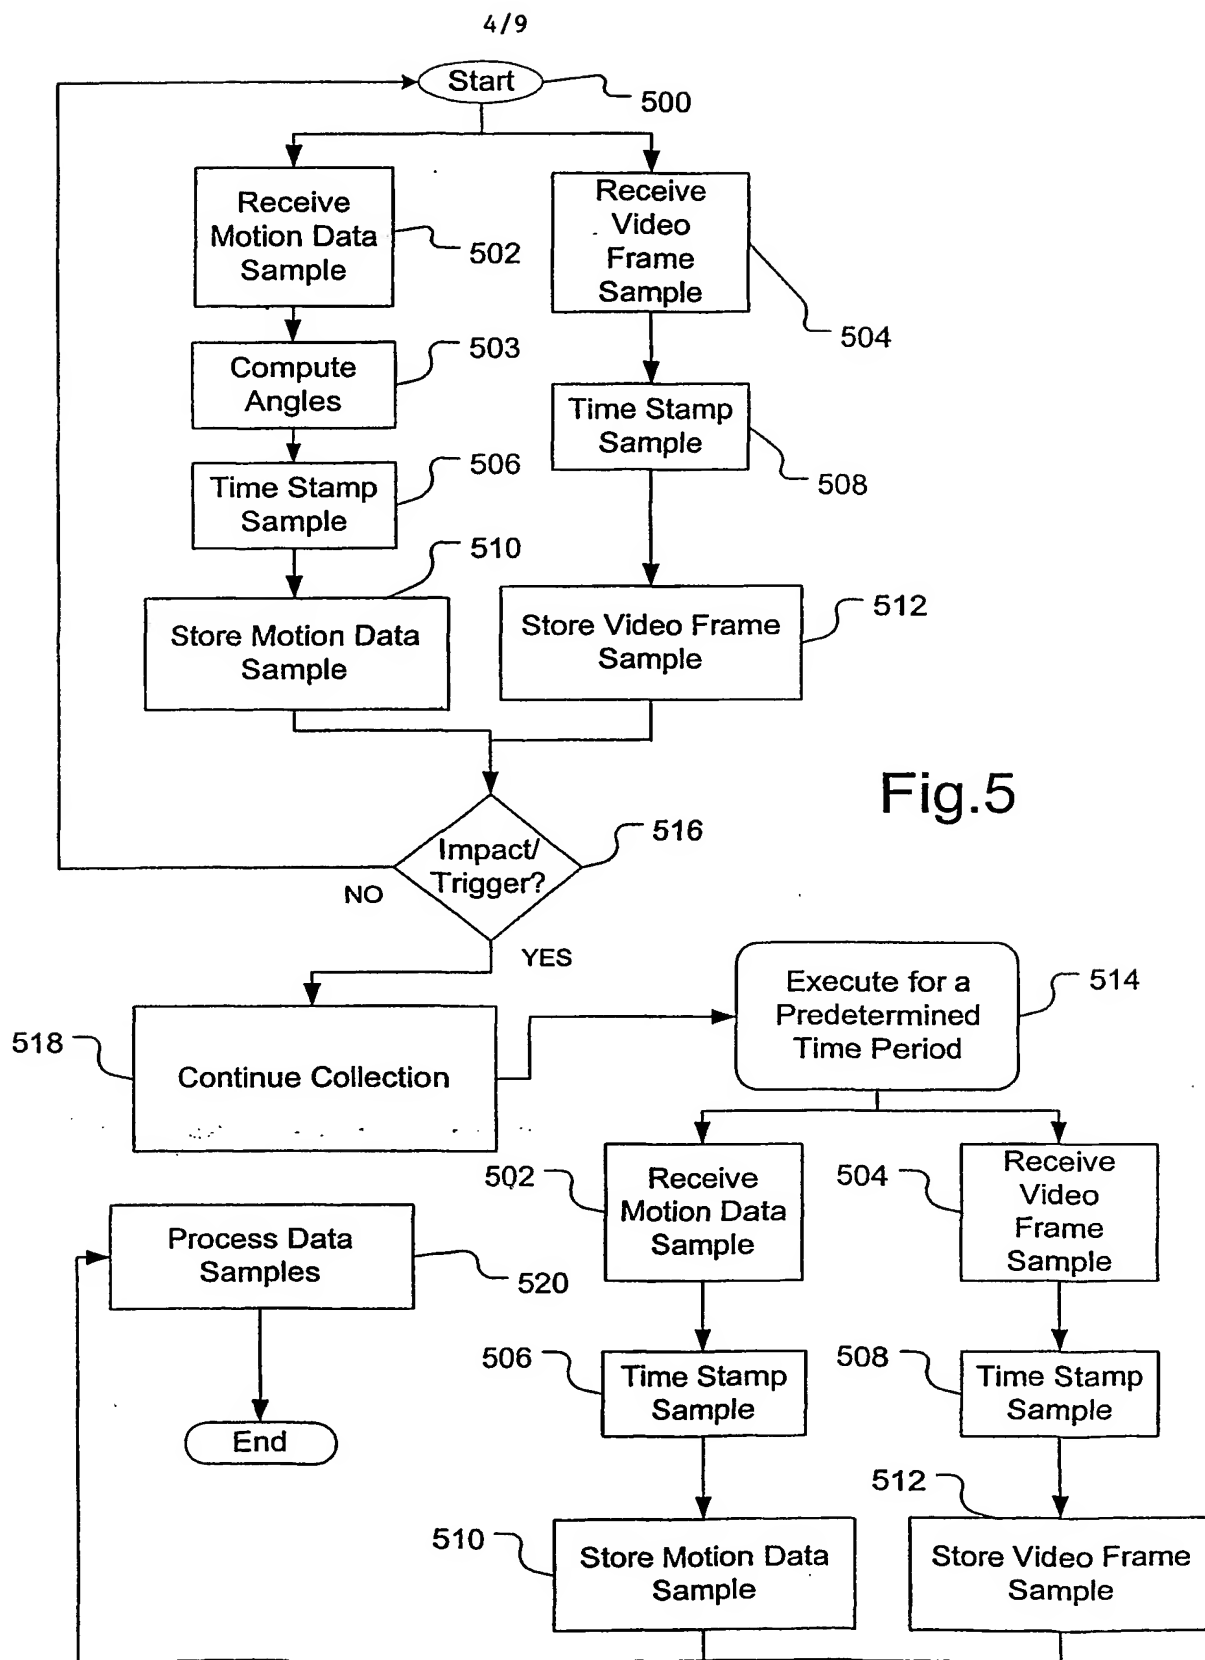 4/9
Start
500
Receive
Motion Data
Sample
502
Receive
Video
Frame
Sample
504
Compute
Angles
503
Time Stamp
Sample
508
Time Stamp
Sample
506
Store Motion Data
Sample
510
Store Video Frame
Sample
512
Fig.5
Impact/
Trigger?
516
NO
YES
Execute for a
Predetermined
Time Period
514
518
Continue Collection
502
Receive
Motion Data
Sample
504
Receive
Video
Frame
Sample
Process Data
Samples
520
506
Time Stamp
Sample
508
Time Stamp
Sample
End
510
Store Motion Data
Sample
512
Store Video Frame
Sample